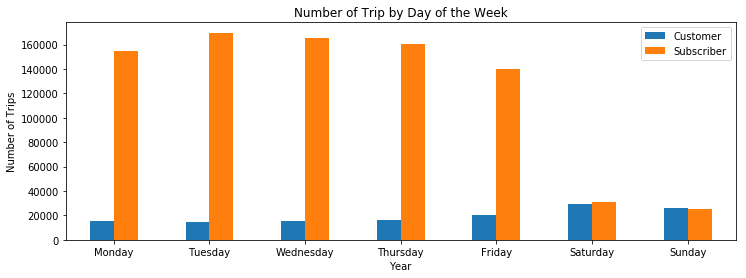 Number of Trip by Day of the Week
Customer
Subscriber
160000
140000
120000
100000
80000
60000
40000
20000
0
Number of Trips
Monday Tuesday Wednesday Thursday Friday Saturday Sunday
Year